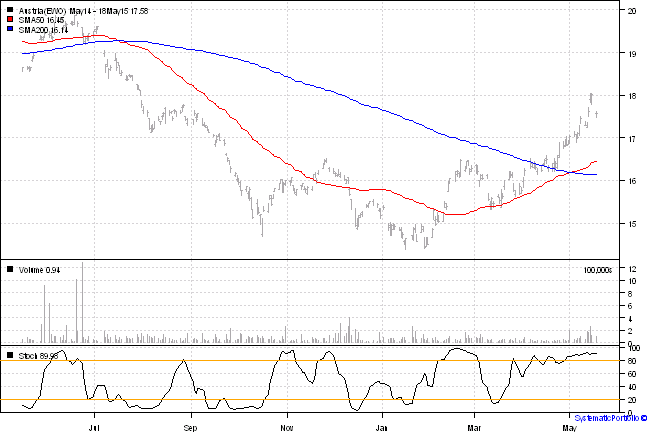 Austria(EWO) May14 - 18May15 17.58
SMA50 16.45
SMA200 16.14
20
19
18
17
16
15
Volume 0.94
100,000s
12
10
8
6
4
2
0
Stoch 89.98
100
80
60
40
20
0
Jul Sep Nov Jan Mar May
SystematicPortfolio ©